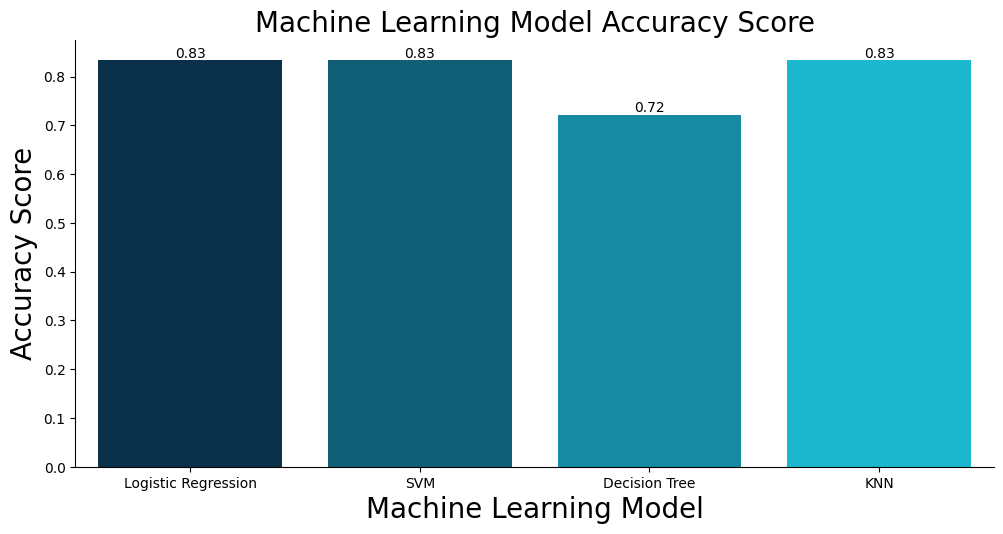 Machine Learning Model Accuracy Score
0.83
0.83
0.72
0.83
Accuracy Score
0.8
0.7
0.6
0.5
0.4
0.3
0.2
0.1
0.0
Logistic Regression
SVM
Decision Tree
KNN
Machine Learning Model